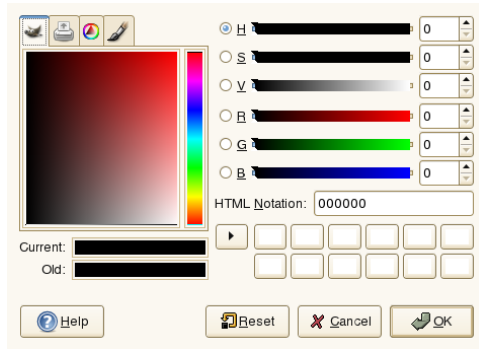 H 0
S 0
V 0
R 0
G 0
B 0
HTML Notation: 000000
Current:
Old:
Help
Reset
Cancel
OK